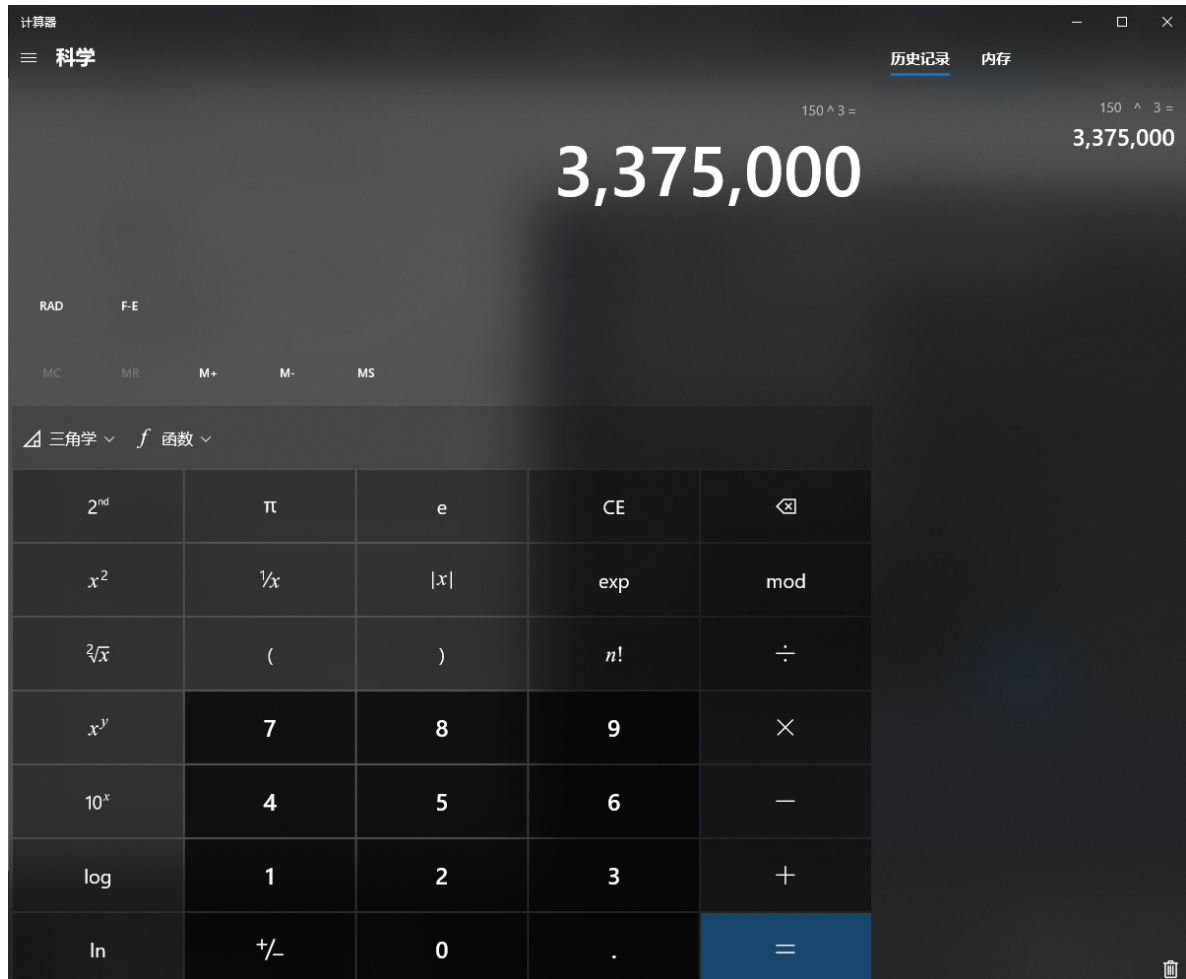 计算器
科学
历史记录 内存
150 ^ 3 =
3,375,000
150 ^ 3 =
3,375,000
RAD F-E
MC MR M+ M- MS
三角学 f 函数
2ⁿᵈ π e CE
x² ¹/x |x| exp mod
²√x ( ) n! ÷
xʸ 7 8 9 ×
10ˣ 4 5 6 −
log 1 2 3 +
ln +/− 0 . =